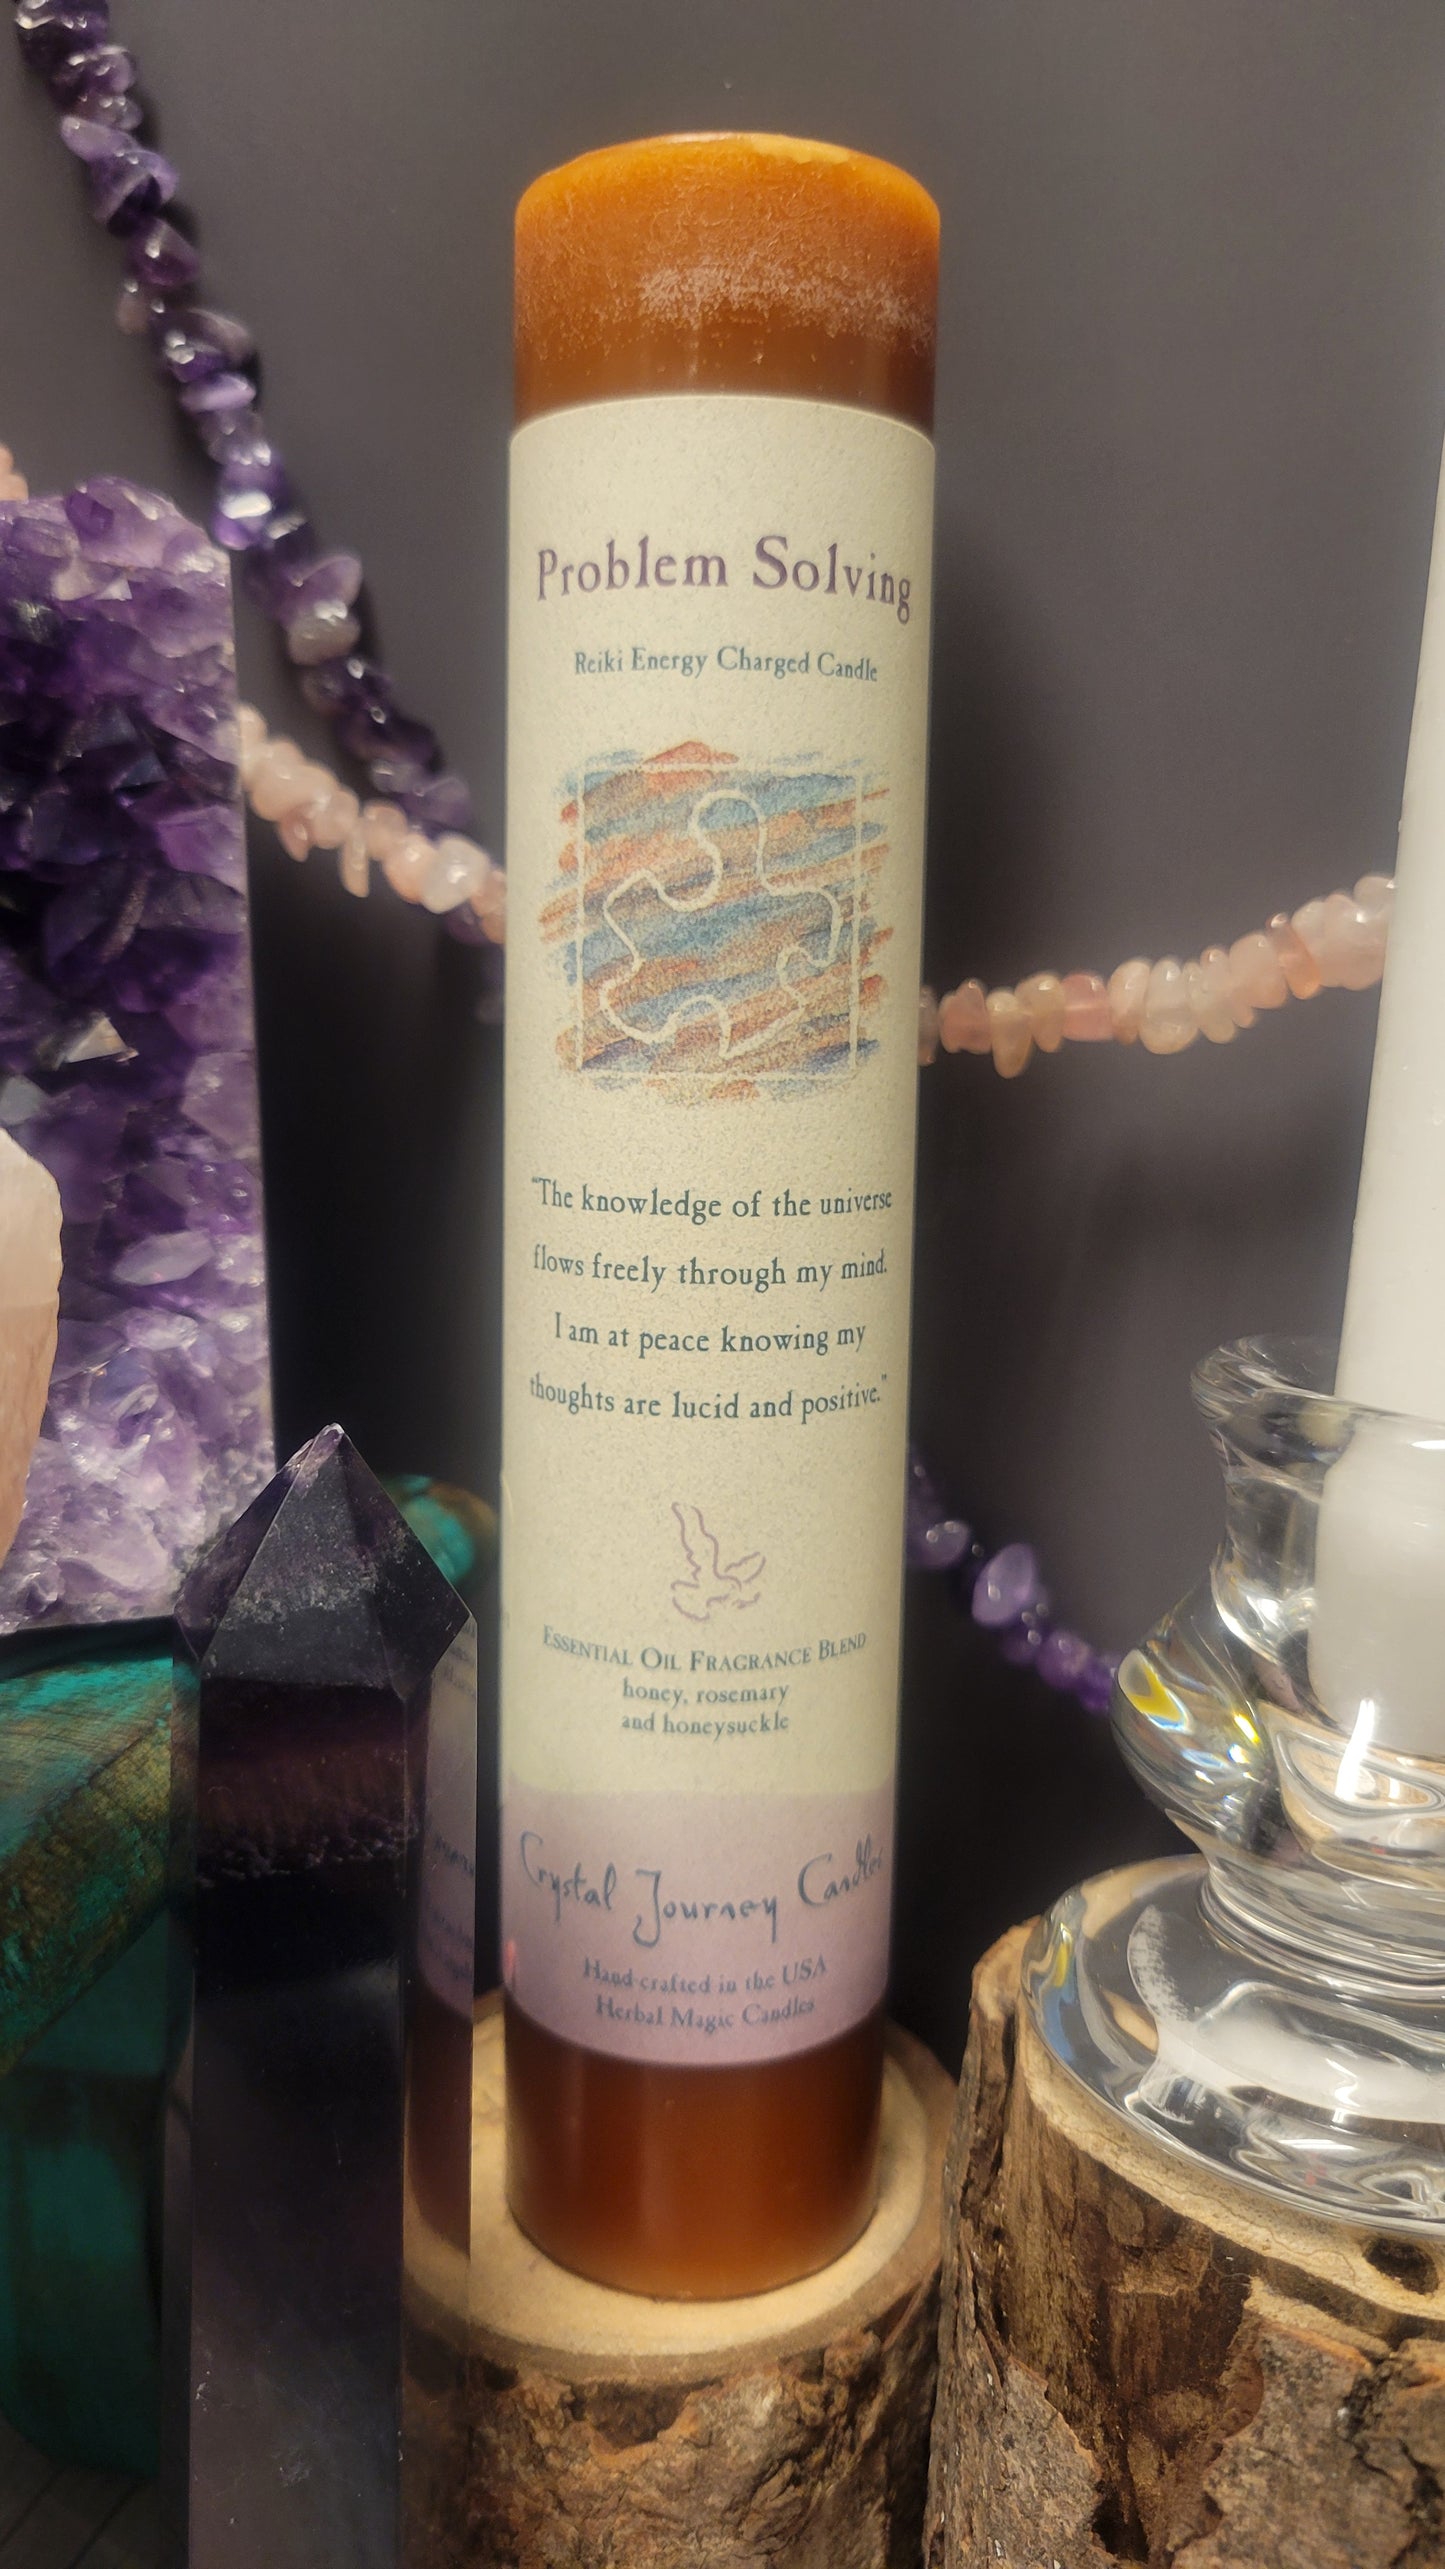 Problem Solving
Reiki Energy Charged Candle
"The knowledge of the universe
flows freely through my mind.
I am at peace knowing my
thoughts are lucid and positive."
Essential Oil Fragrance Blend
honey, rosemary
and honeysuckle
Crystal Journey Candles
Hand-crafted in the USA
Herbal Magic Candles